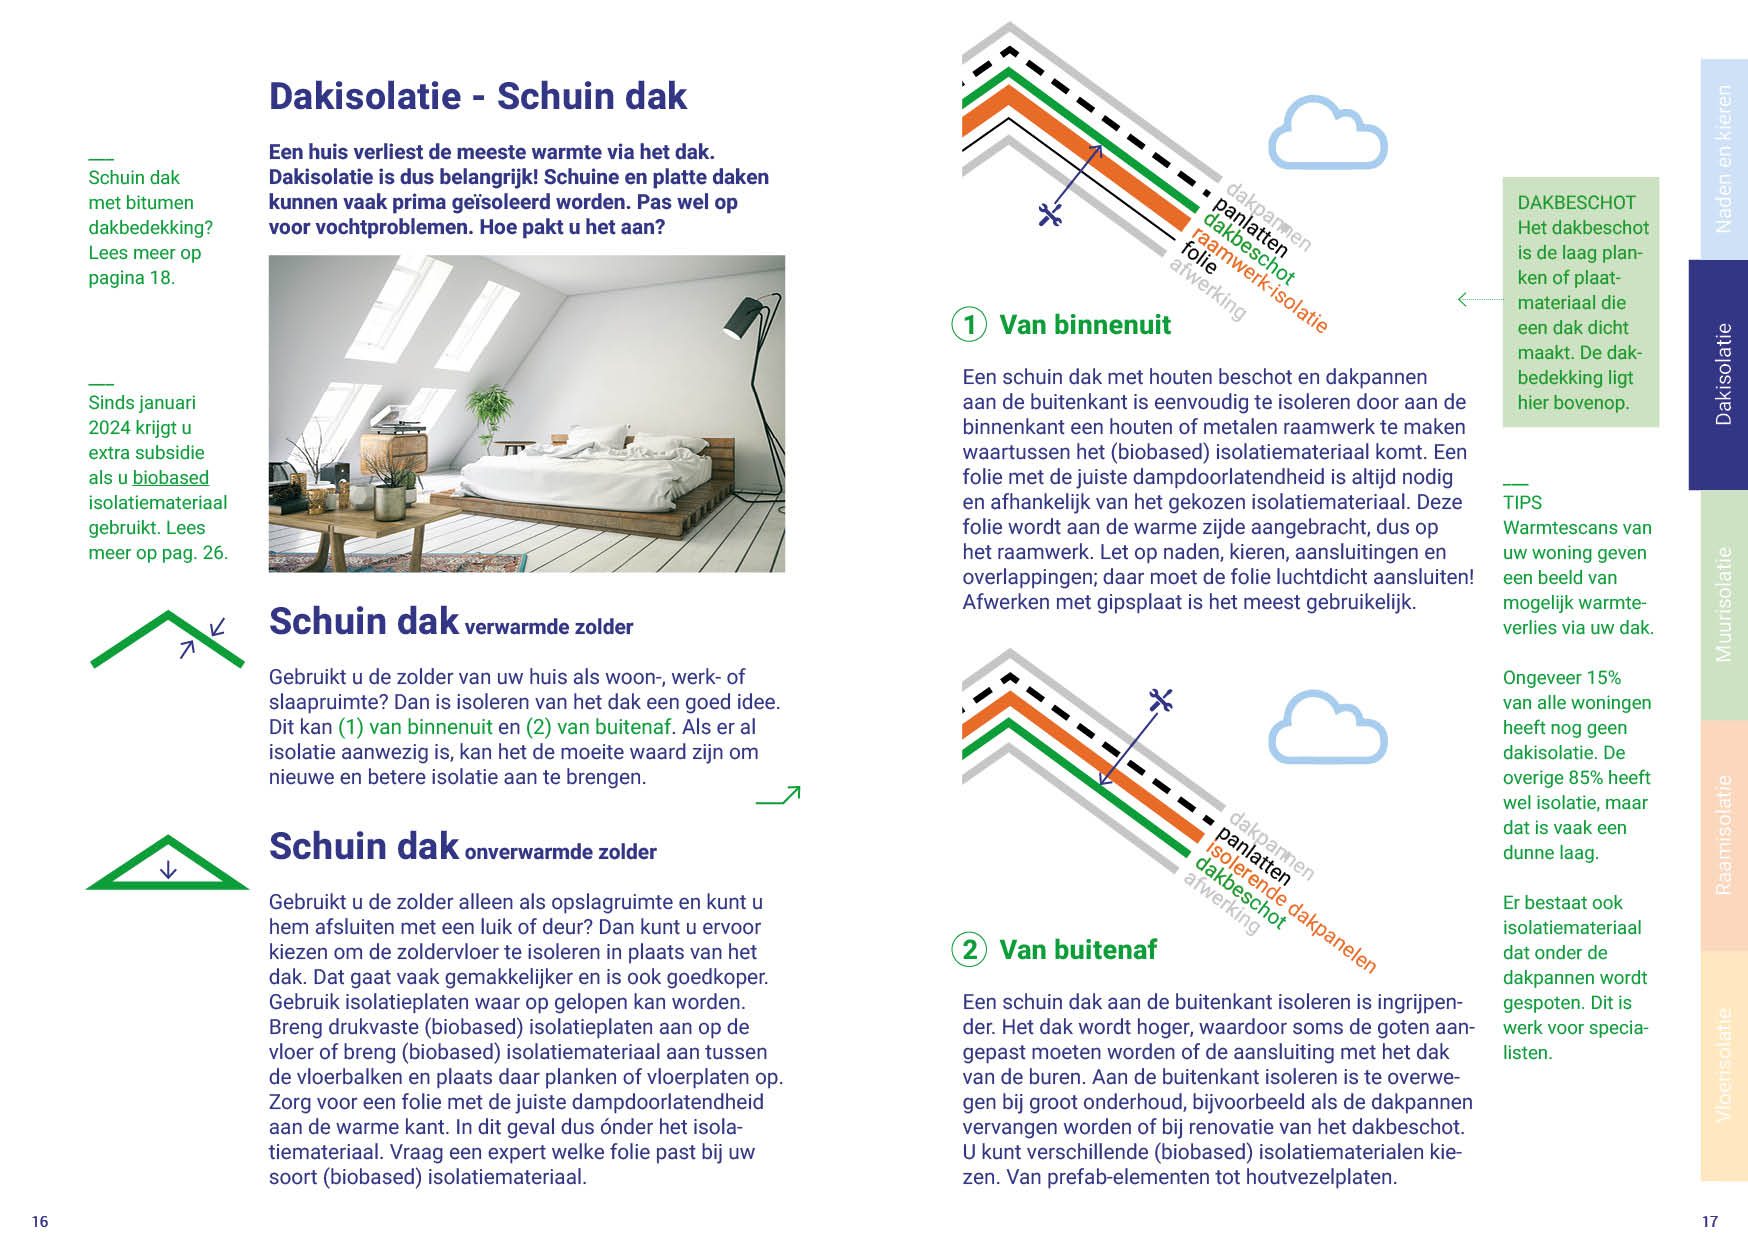 Dakisolatie - Schuin dak
Een huis verliest de meeste warmte via het dak.
Dakisolatie is dus belangrijk! Schuine en platte daken
kunnen vaak prima geïsoleerd worden. Pas wel op
voor vochtproblemen. Hoe pakt u het aan?
Schuin dak
met bitumen
dakbedekking?
Lees meer op
pagina 18.
Sinds januari
2024 krijgt u
extra subsidie
als u biobased
isolatiemateriaal
gebruikt. Lees
meer op pag. 26.
Schuin dak verwarmde zolder
Gebruikt u de zolder van uw huis als woon-, werk- of
slaapruimte? Dan is isoleren van het dak een goed idee.
Dit kan (1) van binnenuit en (2) van buitenaf. Als er al
isolatie aanwezig is, kan het de moeite waard zijn om
nieuwe en betere isolatie aan te brengen.
Schuin dak onverwarmde zolder
Gebruikt u de zolder alleen als opslagruimte en kunt u
hem afsluiten met een luik of deur? Dan kunt u ervoor
kiezen om de zoldervloer te isoleren in plaats van het
dak. Dat gaat vaak gemakkelijker en is ook goedkoper.
Gebruik isolatieplaten waar op gelopen kan worden.
Breng drukvaste (biobased) isolatieplaten aan op de
vloer of breng (biobased) isolatiemateriaal aan tussen
de vloerbalken en plaats daar planken of vloerplaten op.
Zorg voor een folie met de juiste dampdoorlatendheid
aan de warme kant. In dit geval dus ónder het isola-
tiemateriaal. Vraag een expert welke folie past bij uw
soort (biobased) isolatiemateriaal.
16
dakpannen
panlatten
dakbeschot
raamwerk-isolatie
folie
afwerking
1 Van binnenuit
Een schuin dak met houten beschot en dakpannen
aan de buitenkant is eenvoudig te isoleren door aan de
binnenkant een houten of metalen raamwerk te maken
waartussen het (biobased) isolatiemateriaal komt. Een
folie met de juiste dampdoorlatendheid is altijd nodig
en afhankelijk van het gekozen isolatiemateriaal. Deze
folie wordt aan de warme zijde aangebracht, dus op
het raamwerk. Let op naden, kieren, aansluitingen en
overlappingen; daar moet de folie luchtdicht aansluiten!
Afwerken met gipsplaat is het meest gebruikelijk.
dakpannen
panlatten
isolerende dakpanelen
dakbeschot
afwerking
2 Van buitenaf
Een schuin dak aan de buitenkant isoleren is ingrijpen-
der. Het dak wordt hoger, waardoor soms de goten aan-
gepast moeten worden of de aansluiting met het dak
van de buren. Aan de buitenkant isoleren is te overwe-
gen bij groot onderhoud, bijvoorbeeld als de dakpannen
vervangen worden of bij renovatie van het dakbeschot.
U kunt verschillende (biobased) isolatiematerialen kie-
zen. Van prefab-elementen tot houtvezelplaten.
DAKBESCHOT
Het dakbeschot
is de laag plan-
ken of plaat-
materiaal die
een dak dicht
maakt. De dak-
bedekking ligt
hier bovenop.
TIPS
Warmtescans van
uw woning geven
een beeld van
mogelijk warmte-
verlies via uw dak.
Ongeveer 15%
van alle woningen
heeft nog geen
dakisolatie. De
overige 85% heeft
wel isolatie, maar
dat is vaak een
dunne laag.
Er bestaat ook
isolatiemateriaal
dat onder de
dakpannen wordt
gespoten. Dit is
werk voor specia-
listen.
Naden en kieren
Dakisolatie
Muurisolatie
Raamisolatie
Vloerisolatie
17